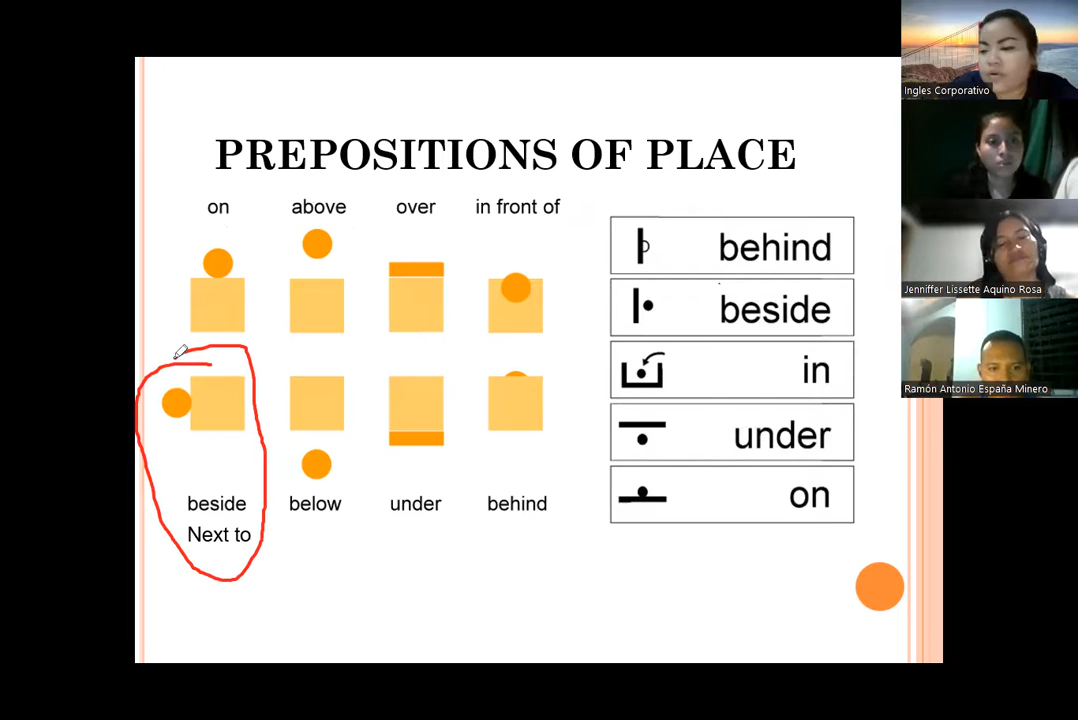 PREPOSITIONS OF PLACE
on above over in front of
beside below under behind
Next to
behind
beside
in
under
on
Ingles Corporativo
Jenniffer Lissette Aquino Rosa
Ramón Antonio España Minero